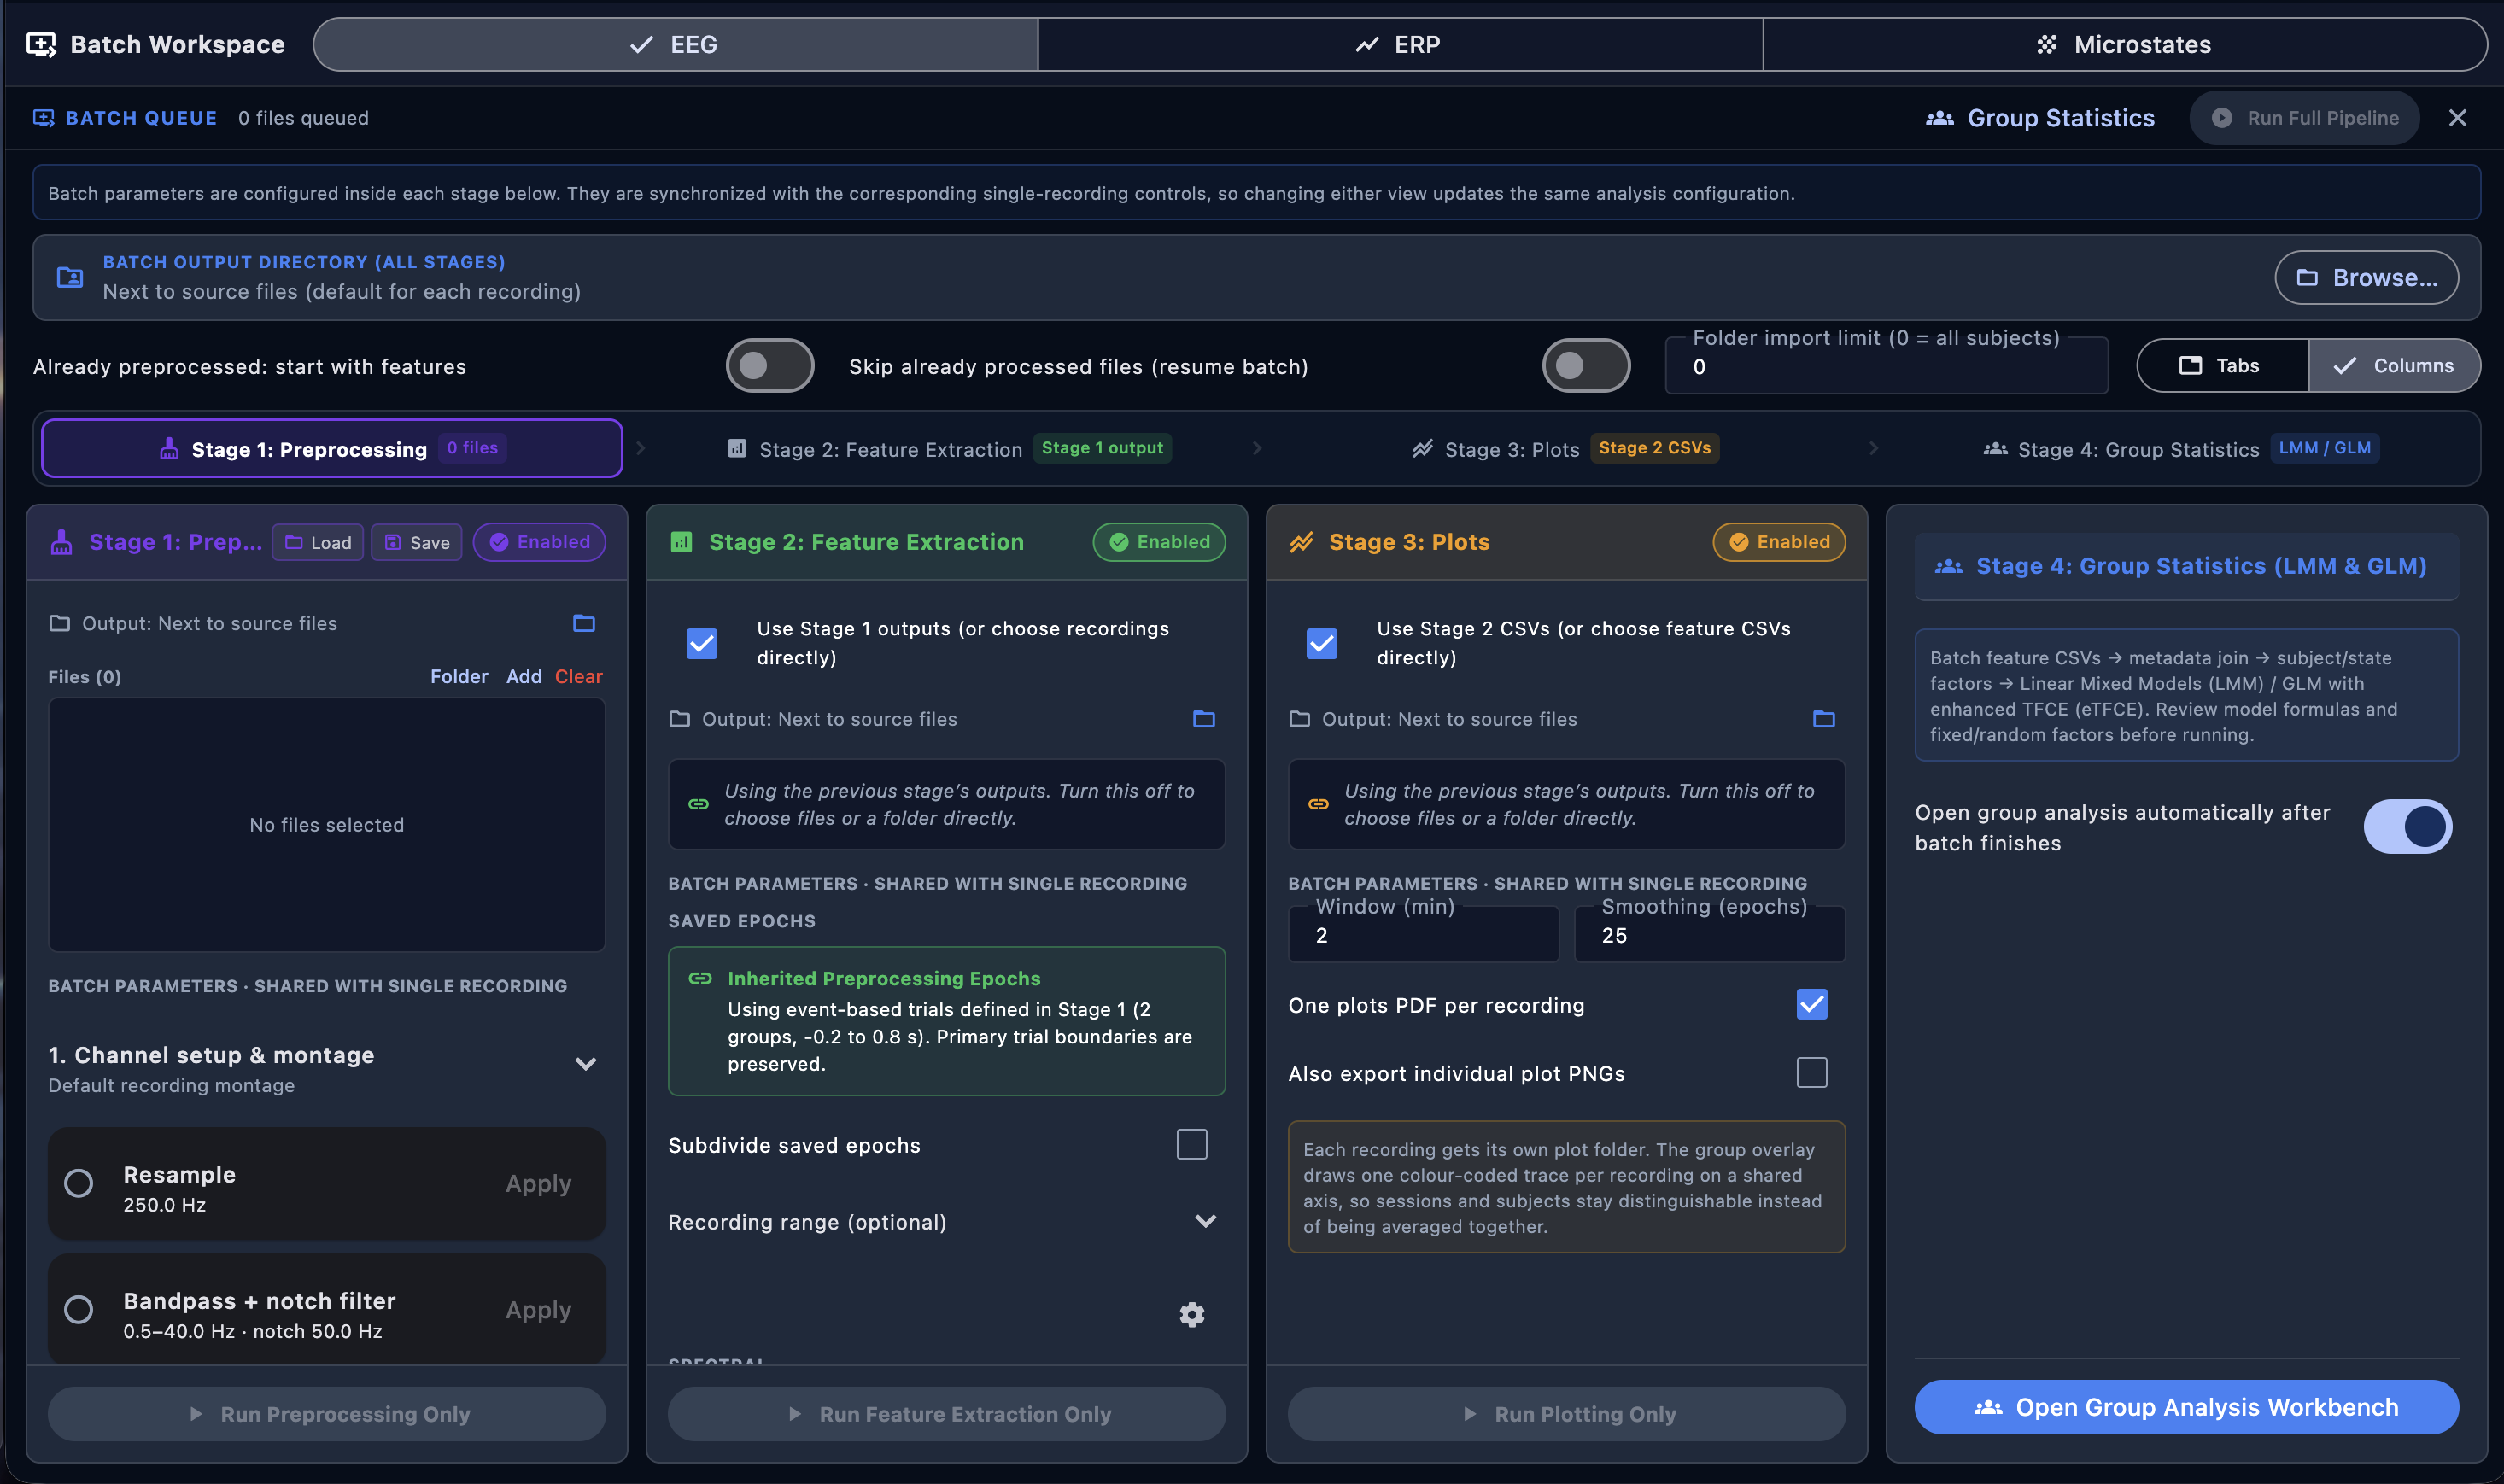 Batch Workspace
EEG
ERP
Microstates
BATCH QUEUE 0 files queued
Group Statistics
Run Full Pipeline
Batch parameters are configured inside each stage below. They are synchronized with the corresponding single-recording controls, so changing either view updates the same analysis configuration.
BATCH OUTPUT DIRECTORY (ALL STAGES)
Next to source files (default for each recording)
Browse...
Already preprocessed: start with features
Skip already processed files (resume batch)
Folder import limit (0 = all subjects)
0
Tabs
Columns
Stage 1: Preprocessing 0 files
Stage 2: Feature Extraction Stage 1 output
Stage 3: Plots Stage 2 CSVs
Stage 4: Group Statistics LMM / GLM
Stage 1: Prep...
Load
Save
Enabled
Output: Next to source files
Files (0)
Folder
Add
Clear
No files selected
BATCH PARAMETERS · SHARED WITH SINGLE RECORDING
1. Channel setup & montage
Default recording montage
Resample
250.0 Hz
Apply
Bandpass + notch filter
0.5–40.0 Hz · notch 50.0 Hz
Apply
Run Preprocessing Only
Stage 2: Feature Extraction
Enabled
Use Stage 1 outputs (or choose recordings
directly)
Output: Next to source files
Using the previous stage’s outputs. Turn this off to
choose files or a folder directly.
BATCH PARAMETERS · SHARED WITH SINGLE RECORDING
SAVED EPOCHS
Inherited Preprocessing Epochs
Using event-based trials defined in Stage 1 (2
groups, -0.2 to 0.8 s). Primary trial boundaries are
preserved.
Subdivide saved epochs
Recording range (optional)
SPECTRAL
Run Feature Extraction Only
Stage 3: Plots
Enabled
Use Stage 2 CSVs (or choose feature CSVs
directly)
Output: Next to source files
Using the previous stage’s outputs. Turn this off to
choose files or a folder directly.
BATCH PARAMETERS · SHARED WITH SINGLE RECORDING
Window (min)
2
Smoothing (epochs)
25
One plots PDF per recording
Also export individual plot PNGs
Each recording gets its own plot folder. The group overlay
draws one colour-coded trace per recording on a shared
axis, so sessions and subjects stay distinguishable instead
of being averaged together.
Run Plotting Only
Stage 4: Group Statistics (LMM & GLM)
Batch feature CSVs → metadata join → subject/state
factors → Linear Mixed Models (LMM) / GLM with
enhanced TFCE (eTFCE). Review model formulas and
fixed/random factors before running.
Open group analysis automatically after
batch finishes
Open Group Analysis Workbench